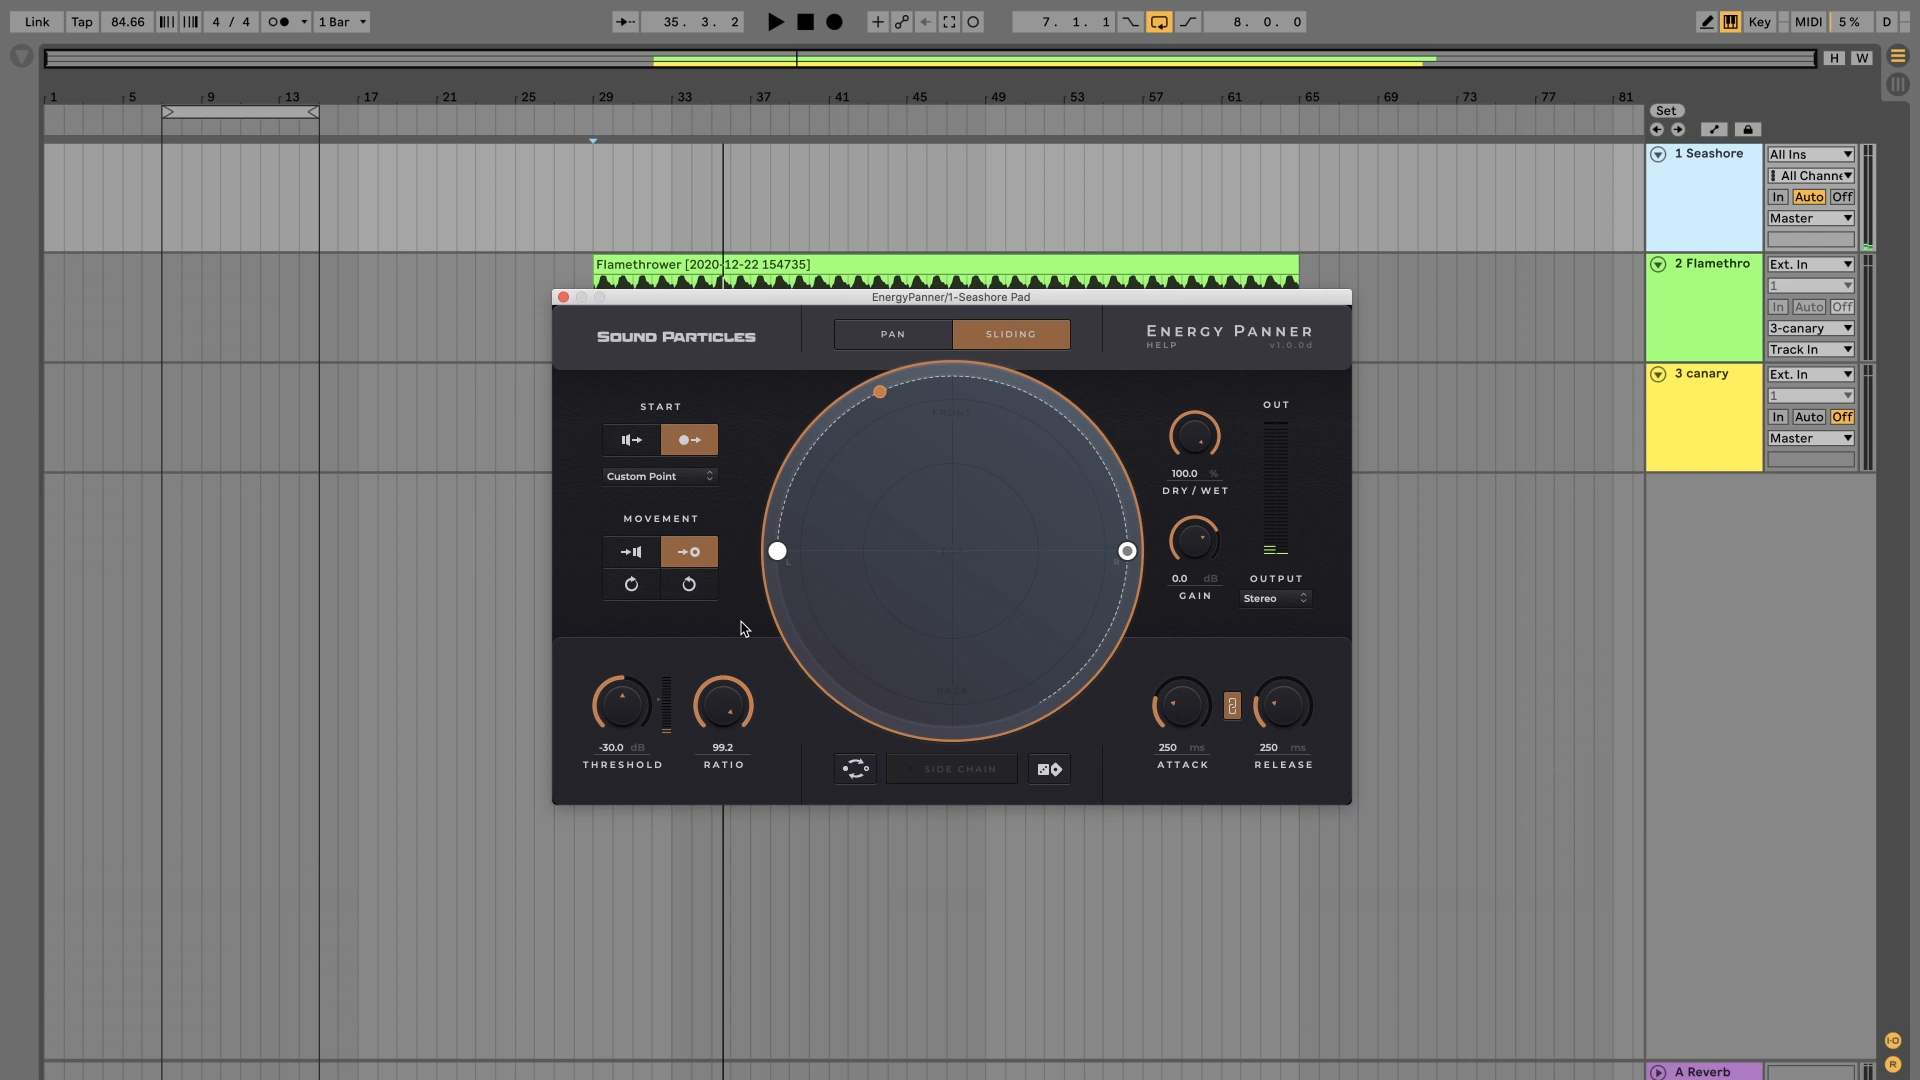 Link Tap 84.66 4 / 4 1 Bar 35. 3. 2 7. 1. 1 8. 0. 0 Key MIDI 5 % D
H W
1 5 9 13 17 21 25 29 33 37 41 45 49 53 57 61 65 69 73 77 81
Set
1 Seashore All Ins
All Channe
In Auto Off
Master
Flamethrower [2020-12-22 154735]
2 Flamethro Ext. In
1
In Auto Off
3-canary
Track In
3 canary Ext. In
1
In Auto Off
Master
EnergyPanner/1-Seashore Pad
SOUND PARTICLES
PAN SLIDING
ENERGY PANNER
HELP v1.0.0d
START
Custom Point
MOVEMENT
FRONT
TOP
L R
BACK
OUT
100.0 %
DRY / WET
0.0 dB
GAIN
OUTPUT
Stereo
-30.0 dB
THRESHOLD
99.2
RATIO
SIDE CHAIN
250 ms
ATTACK
250 ms
RELEASE
I·O
R
A Reverb